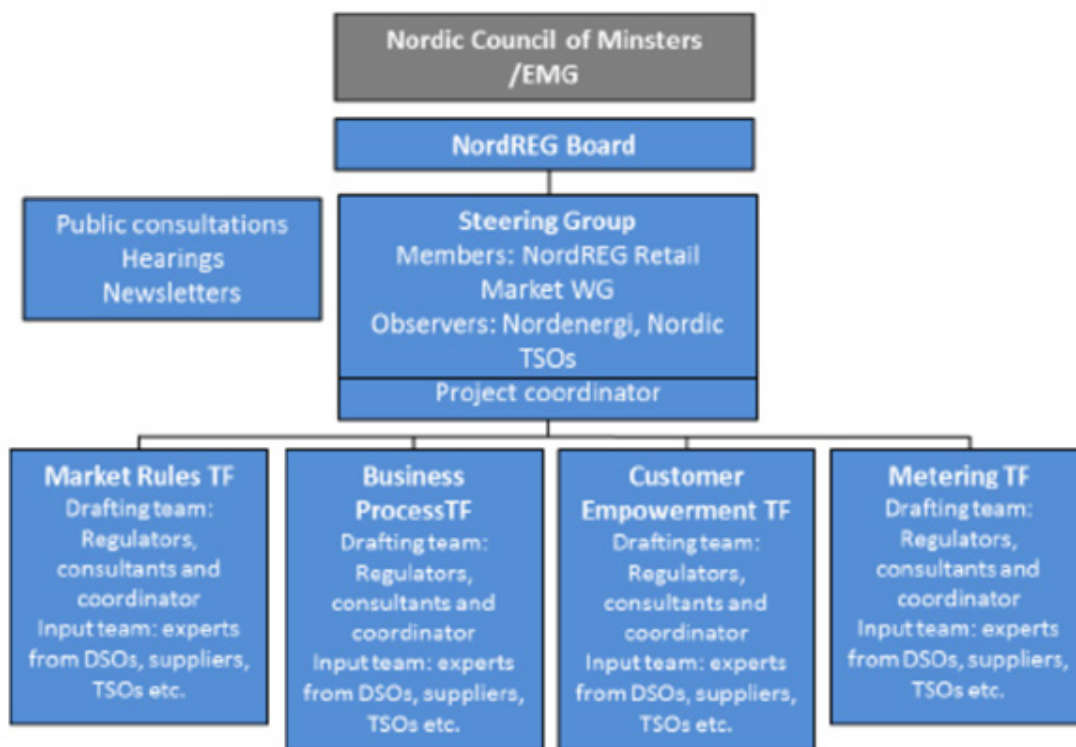 Nordic Council of Minsters
/EMG
NordREG Board
Public consultations
Hearings
Newsletters
Steering Group
Members: NordREG Retail
Market WG
Observers: Nordenergi, Nordic
TSOs
Project coordinator
Market Rules TF
Drafting team:
Regulators,
consultants and
coordinator
Input team: experts
from DSOs, suppliers,
TSOs etc.
Business
ProcessTF
Drafting team:
Regulators,
consultants and
coordinator
Input team: experts
from DSOs, suppliers,
TSOs etc.
Customer
Empowerment TF
Drafting team:
Regulators,
consultants and
coordinator
Input team: experts
from DSOs, suppliers,
TSOs etc.
Metering TF
Drafting team:
Regulators,
consultants and
coordinator
Input team: experts
from DSOs, suppliers,
TSOs etc.